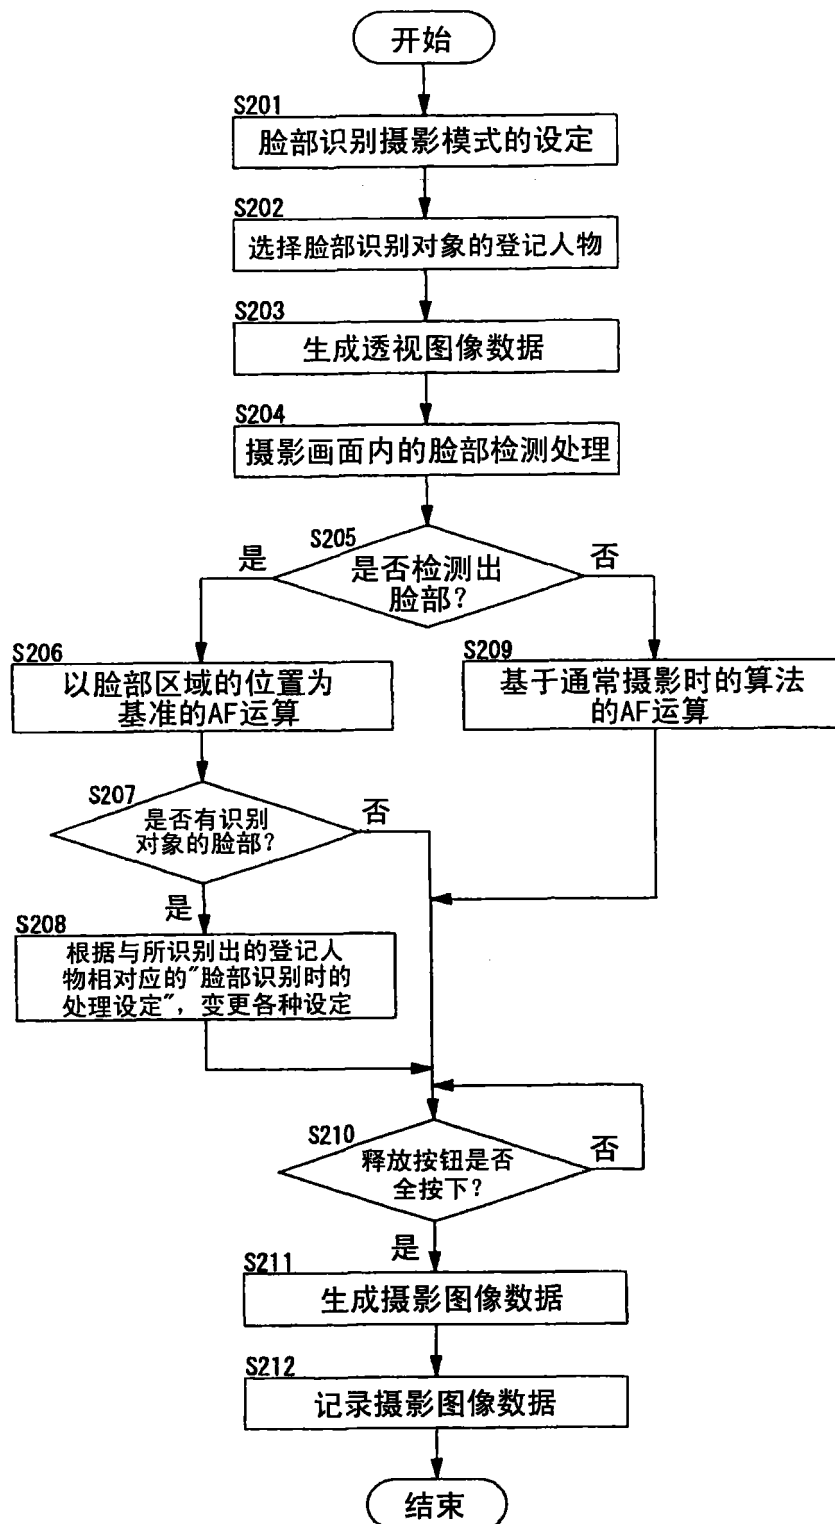 开始
S201
脸部识别摄影模式的设定
S202
选择脸部识别对象的登记人物
S203
生成透视图像数据
S204
摄影画面内的脸部检测处理
S205
是否检测出
脸部?
是
否
S206
以脸部区域的位置为
基准的AF运算
S209
基于通常摄影时的算法
的AF运算
S207
是否有识别
对象的脸部?
否
是
S208
根据与所识别出的登记人
物相对应的"脸部识别时的
处理设定", 变更各种设定
S210
释放按钮是否
全按下?
否
是
S211
生成摄影图像数据
S212
记录摄影图像数据
结束